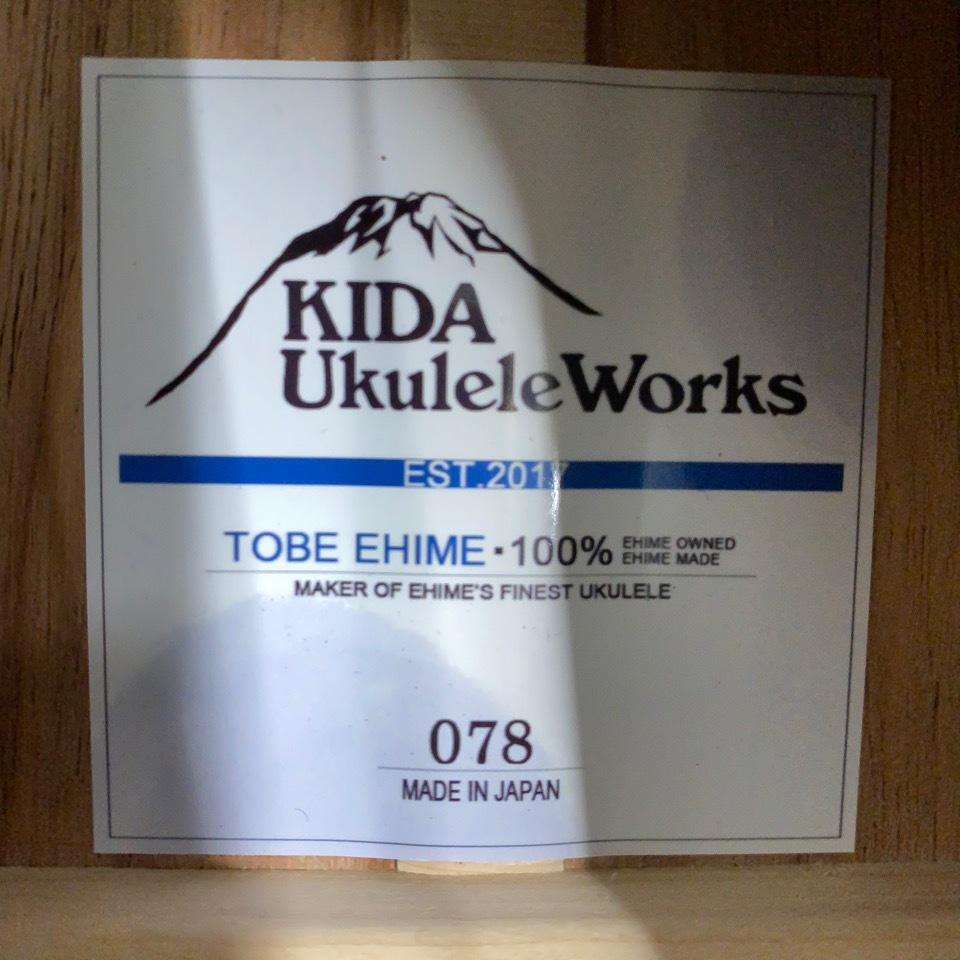 KIDA
UkuleleWorks
EST.2017
TOBE EHIME·100% EHIME OWNED
EHIME MADE
MAKER OF EHIME'S FINEST UKULELE
078
MADE IN JAPAN